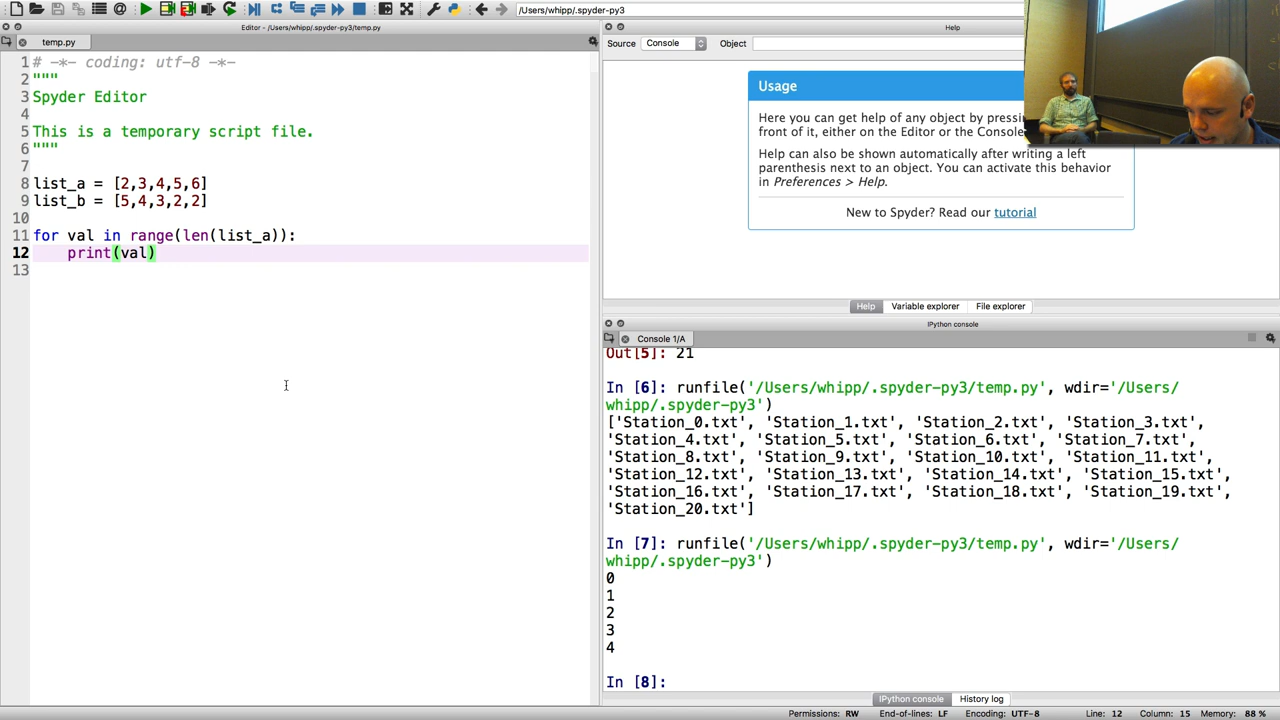 /Users/whipp/.spyder-py3
Editor - /Users/whipp/.spyder-py3/temp.py
temp.py
1 # -*- coding: utf-8 -*-
2 """
3 Spyder Editor
4
5 This is a temporary script file.
6 """
7
8 list_a = [2,3,4,5,6]
9 list_b = [5,4,3,2,2]
10
11 for val in range(len(list_a)):
12     print(val)
13
Help
Source Console Object
Usage
Here you can get help of any object by pressin
front of it, either on the Editor or the Console
Help can also be shown automatically after writing a left
parenthesis next to an object. You can activate this behavior
in Preferences > Help.
New to Spyder? Read our tutorial
Help Variable explorer File explorer
IPython console
Console 1/A
Out[5]: 21
In [6]: runfile('/Users/whipp/.spyder-py3/temp.py', wdir='/Users/
whipp/.spyder-py3')
['Station_0.txt', 'Station_1.txt', 'Station_2.txt', 'Station_3.txt',
'Station_4.txt', 'Station_5.txt', 'Station_6.txt', 'Station_7.txt',
'Station_8.txt', 'Station_9.txt', 'Station_10.txt', 'Station_11.txt',
'Station_12.txt', 'Station_13.txt', 'Station_14.txt', 'Station_15.txt',
'Station_16.txt', 'Station_17.txt', 'Station_18.txt', 'Station_19.txt',
'Station_20.txt']
In [7]: runfile('/Users/whipp/.spyder-py3/temp.py', wdir='/Users/
whipp/.spyder-py3')
0
1
2
3
4
In [8]:
IPython console History log
Permissions: RW End-of-lines: LF Encoding: UTF-8 Line: 12 Column: 15 Memory: 88 %